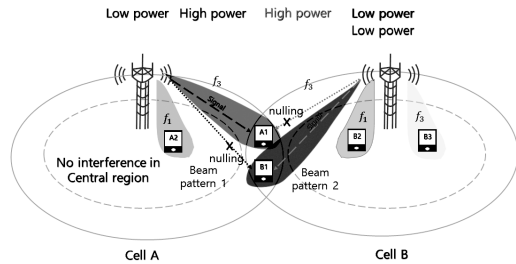 Low power
High power
High power
Low power
Low power
f3
f3
Signal
nulling
A1
f1
A2
nulling
B1
f1
B2
f3
B3
No interference in
Central region
Beam
pattern 1
Beam
pattern 2
Cell A
Cell B